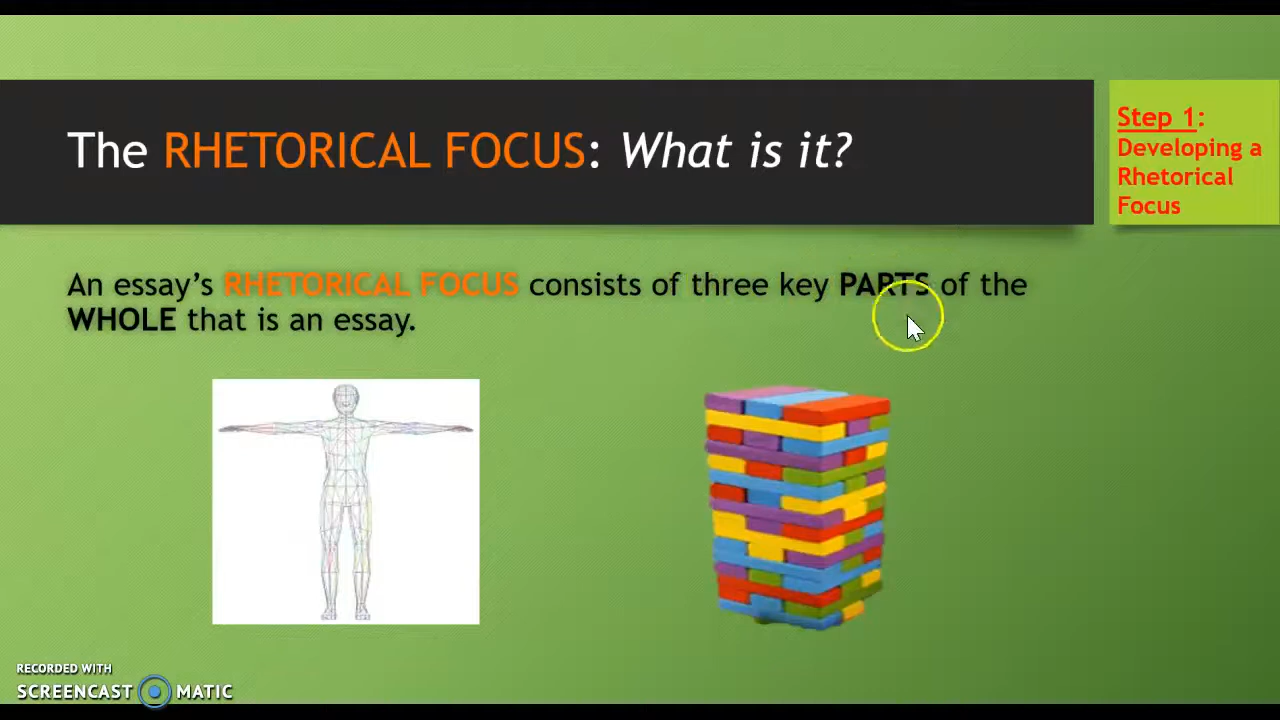 The RHETORICAL FOCUS: What is it?
Step 1:
Developing a
Rhetorical
Focus
An essay’s RHETORICAL FOCUS consists of three key PARTS of the
WHOLE that is an essay.
RECORDED WITH
SCREENCAST MATIC